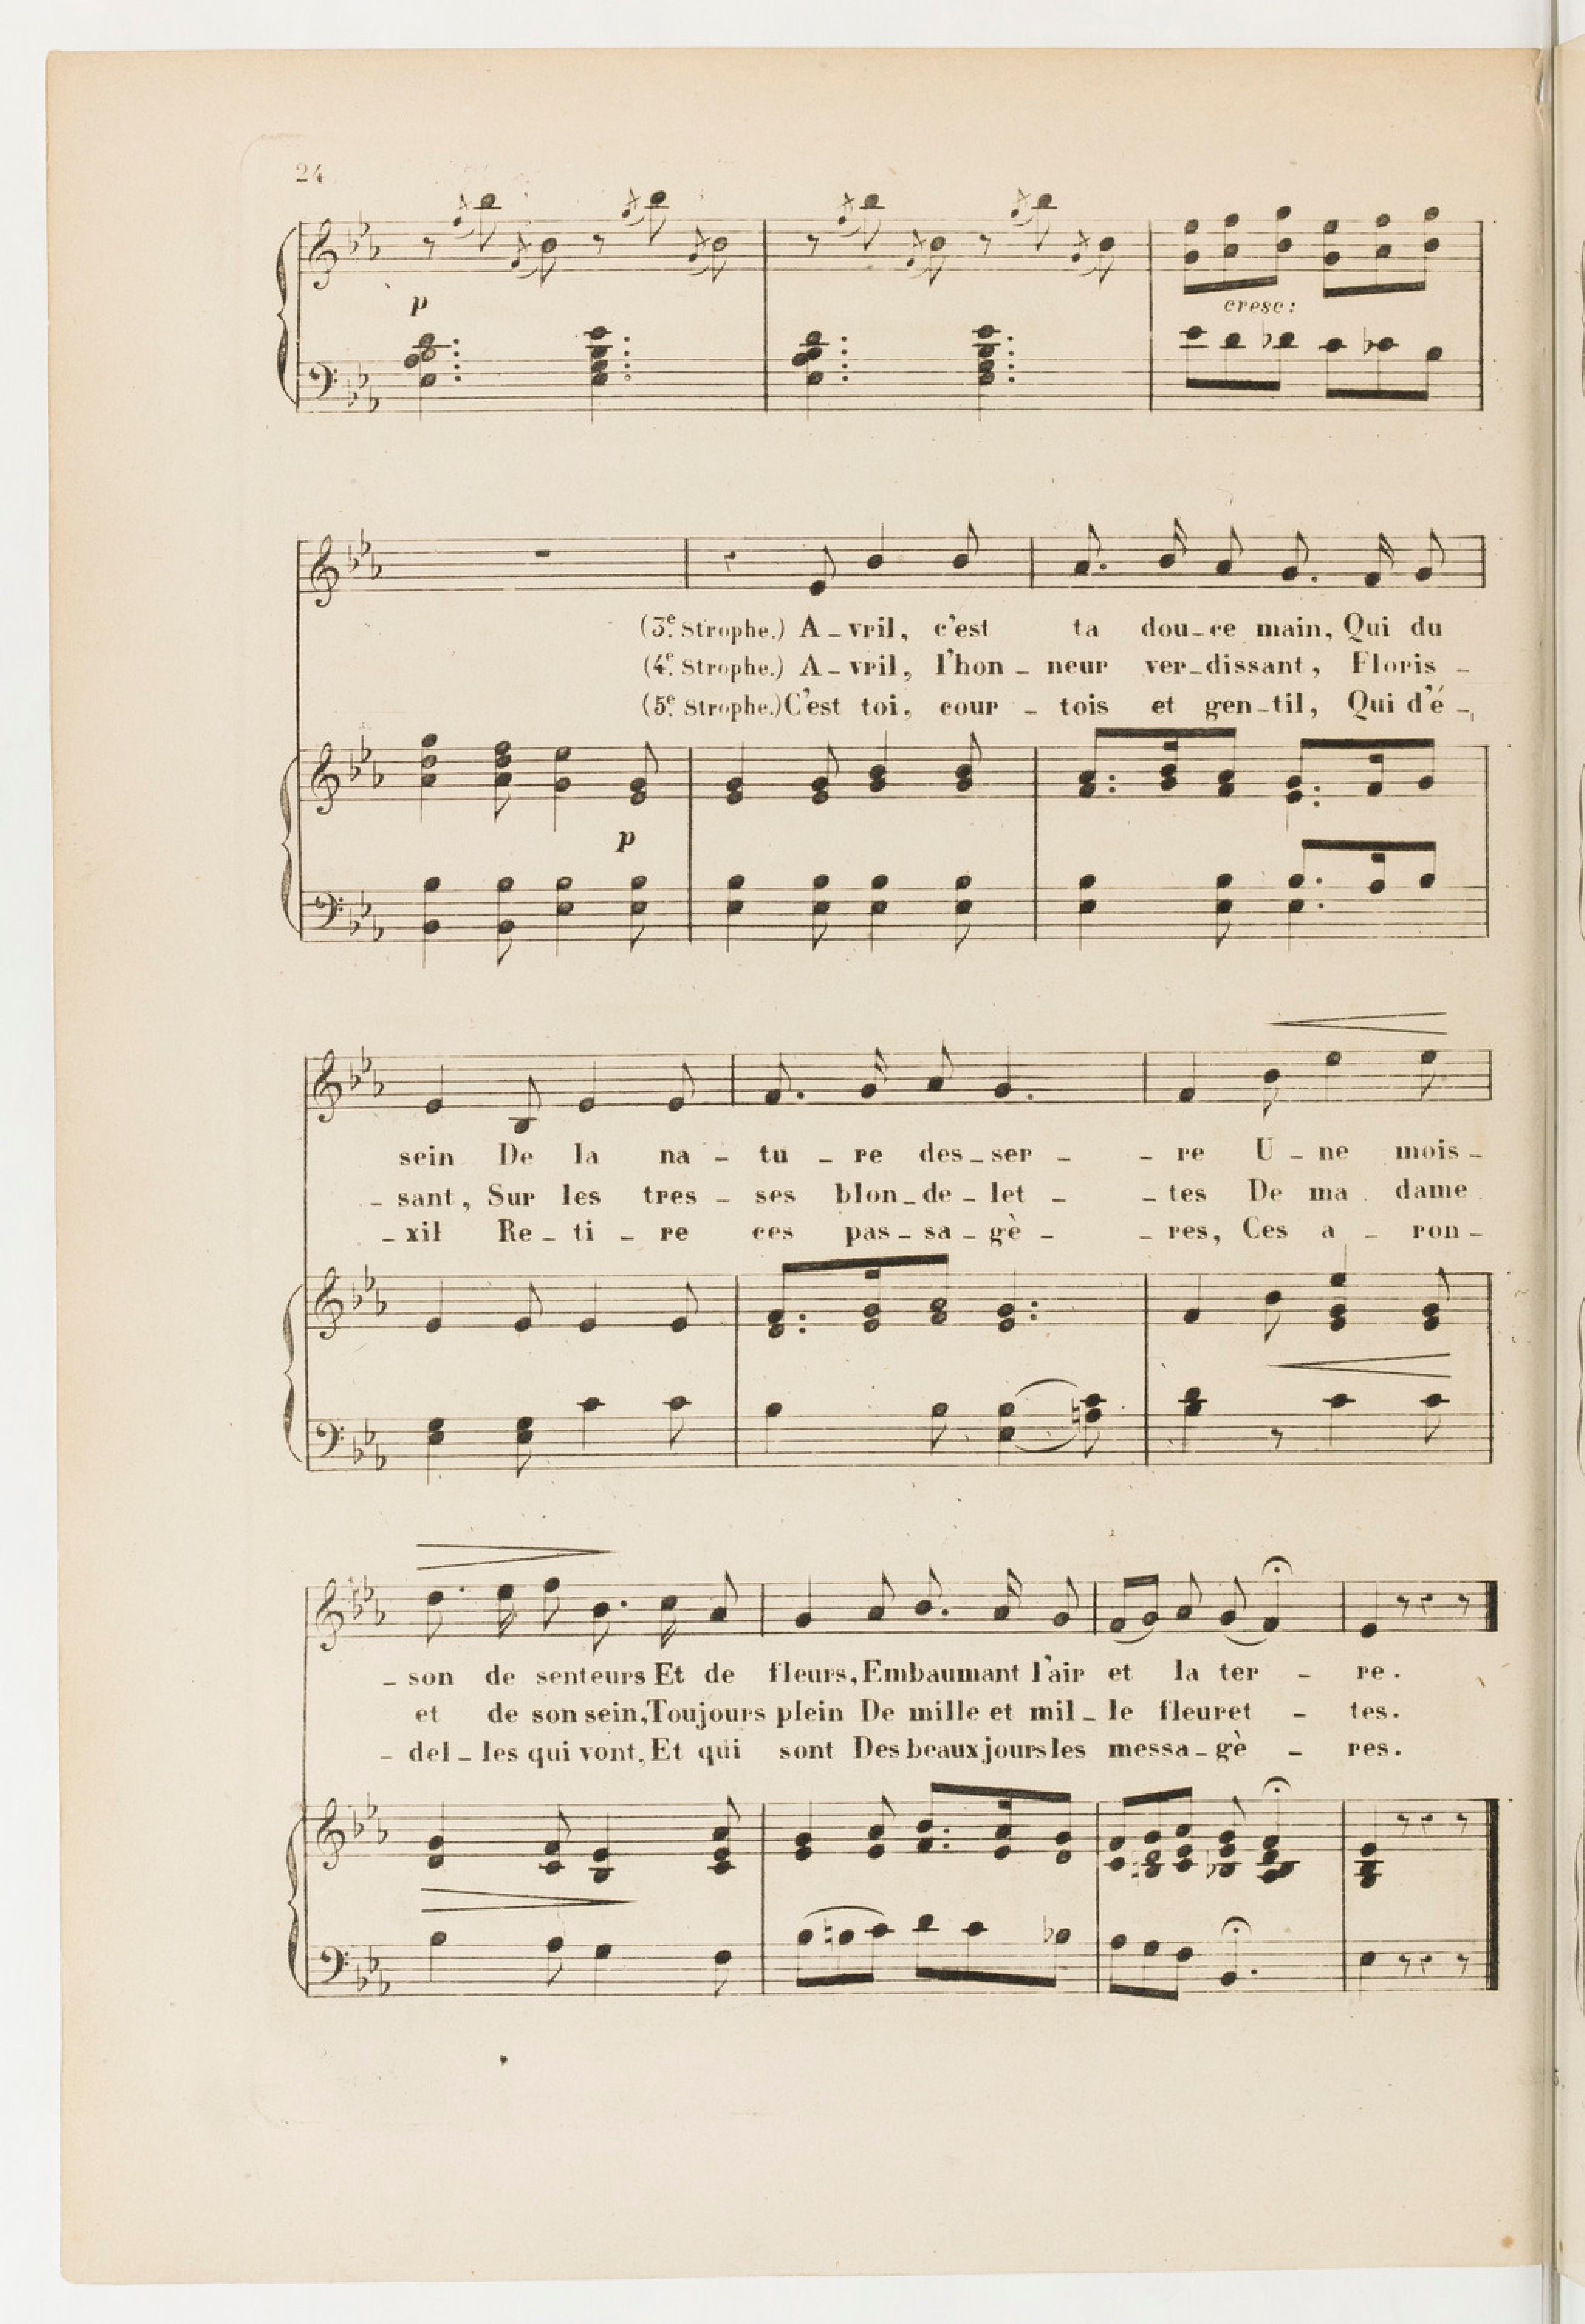 24
p
cresc:
(3e. Strophe.) A_vril, c'est ta dou_ce main, Qui du
(4e. Strophe.) A_vril, l'hon_neur ver_dissant, Floris_
(5e. Strophe.) C'est toi, cour_tois et gen_til, Qui d'é_
p
sein De la na_tu_re des_ser_ _re U_ne mois_
_sant, Sur les tres_ses blon_de_let_ _tes De ma dame
_xil Re_ti_re ces pas_sa_gè_ _res, Ces a_ron_
_son de senteurs Et de fleurs, Embaumant l'air et la ter_re.
et de son sein, Toujours plein De mille et mil_le fleuret_tes.
_del_les qui vont, Et qui sont Des beaux jours les messa_gè_res.